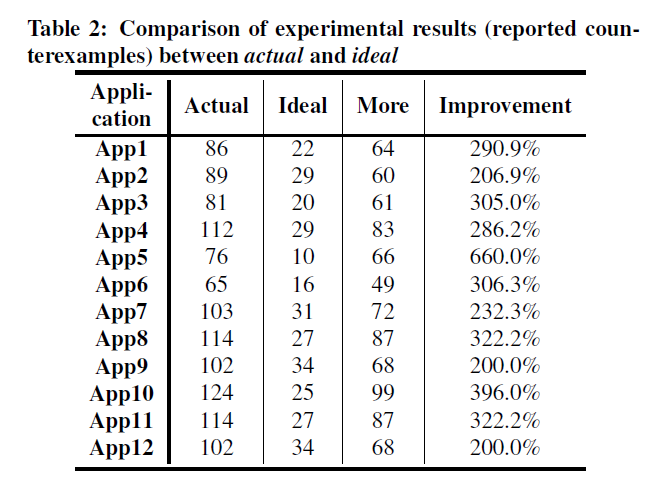 Table 2: Comparison of experimental results (reported coun-
terexamples) between actual and ideal
Appli-
cation Actual Ideal More Improvement
App1 86 22 64 290.9%
App2 89 29 60 206.9%
App3 81 20 61 305.0%
App4 112 29 83 286.2%
App5 76 10 66 660.0%
App6 65 16 49 306.3%
App7 103 31 72 232.3%
App8 114 27 87 322.2%
App9 102 34 68 200.0%
App10 124 25 99 396.0%
App11 114 27 87 322.2%
App12 102 34 68 200.0%